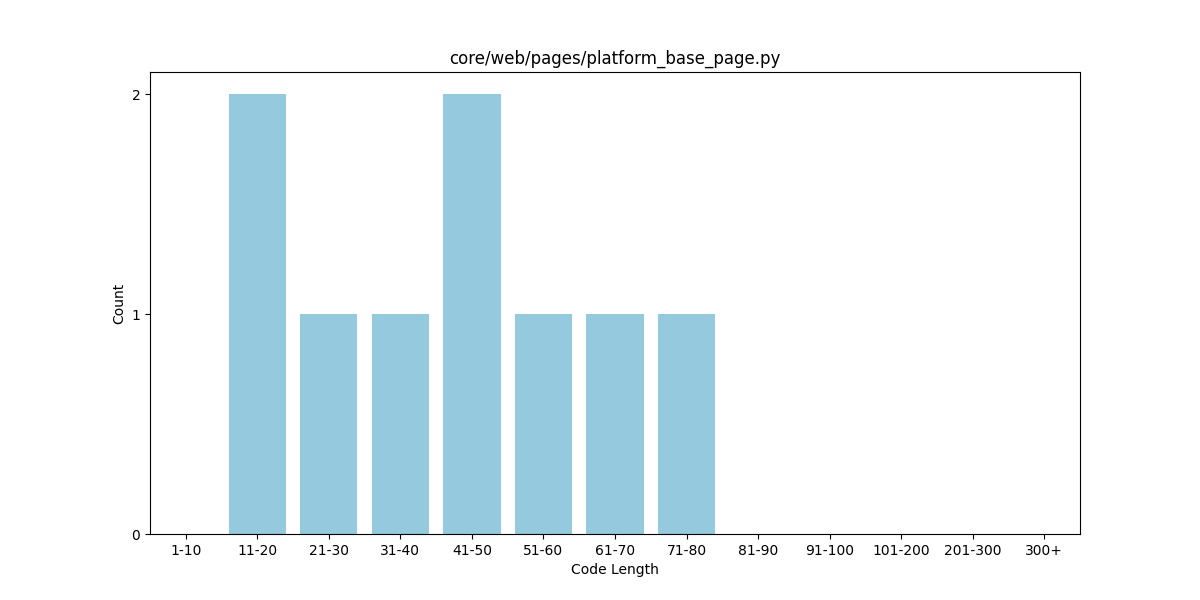 core/web/pages/platform_base_page.py
2
1
0
Count
1-10 11-20 21-30 31-40 41-50 51-60 61-70 71-80 81-90 91-100 101-200 201-300 300+
Code Length